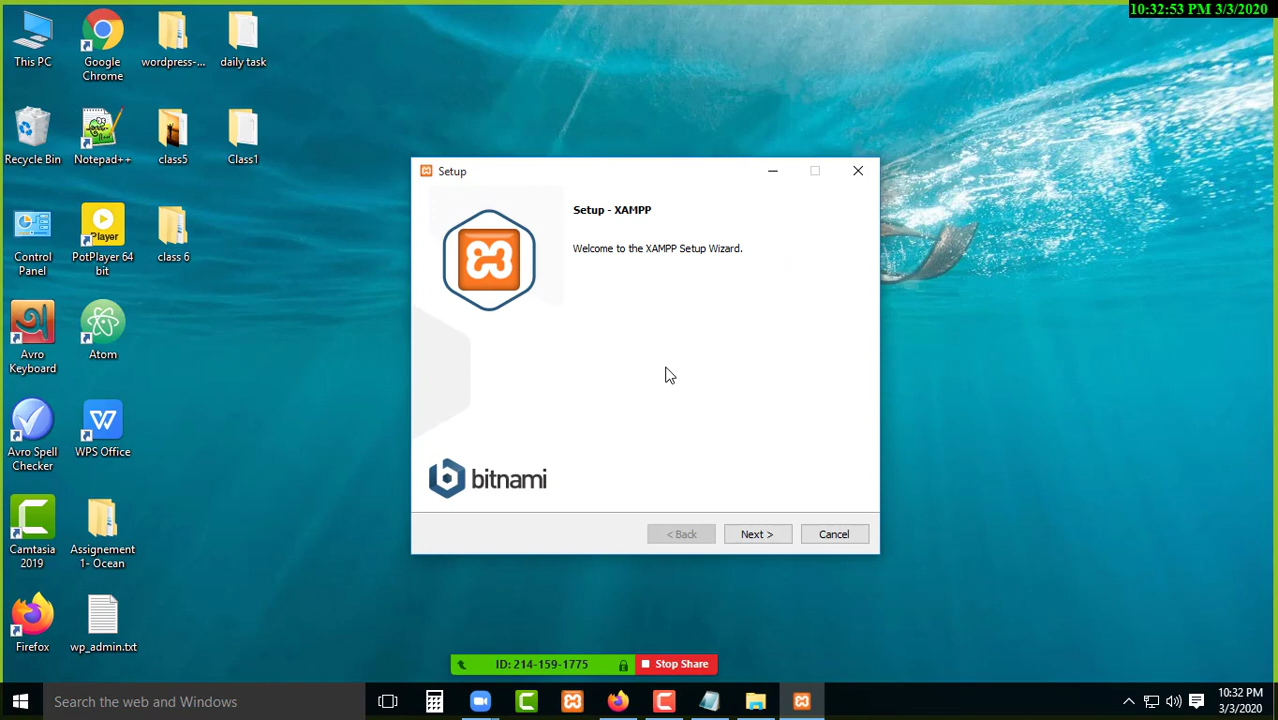 10:32:53 PM 3/3/2020
This PC
Google
Chrome
wordpress-...
daily task
Recycle Bin
Notepad++
class5
Class1
Control
Panel
Player
PotPlayer 64
bit
class 6
Avro
Keyboard
Atom
Avro Spell
Checker
WPS Office
Camtasia
2019
Assignement
1- Ocean
Firefox
wp_admin.txt
Setup
Setup - XAMPP
Welcome to the XAMPP Setup Wizard.
bitnami
< Back
Next >
Cancel
ID: 214-159-1775
Stop Share
Search the web and Windows
10:32 PM
3/3/2020